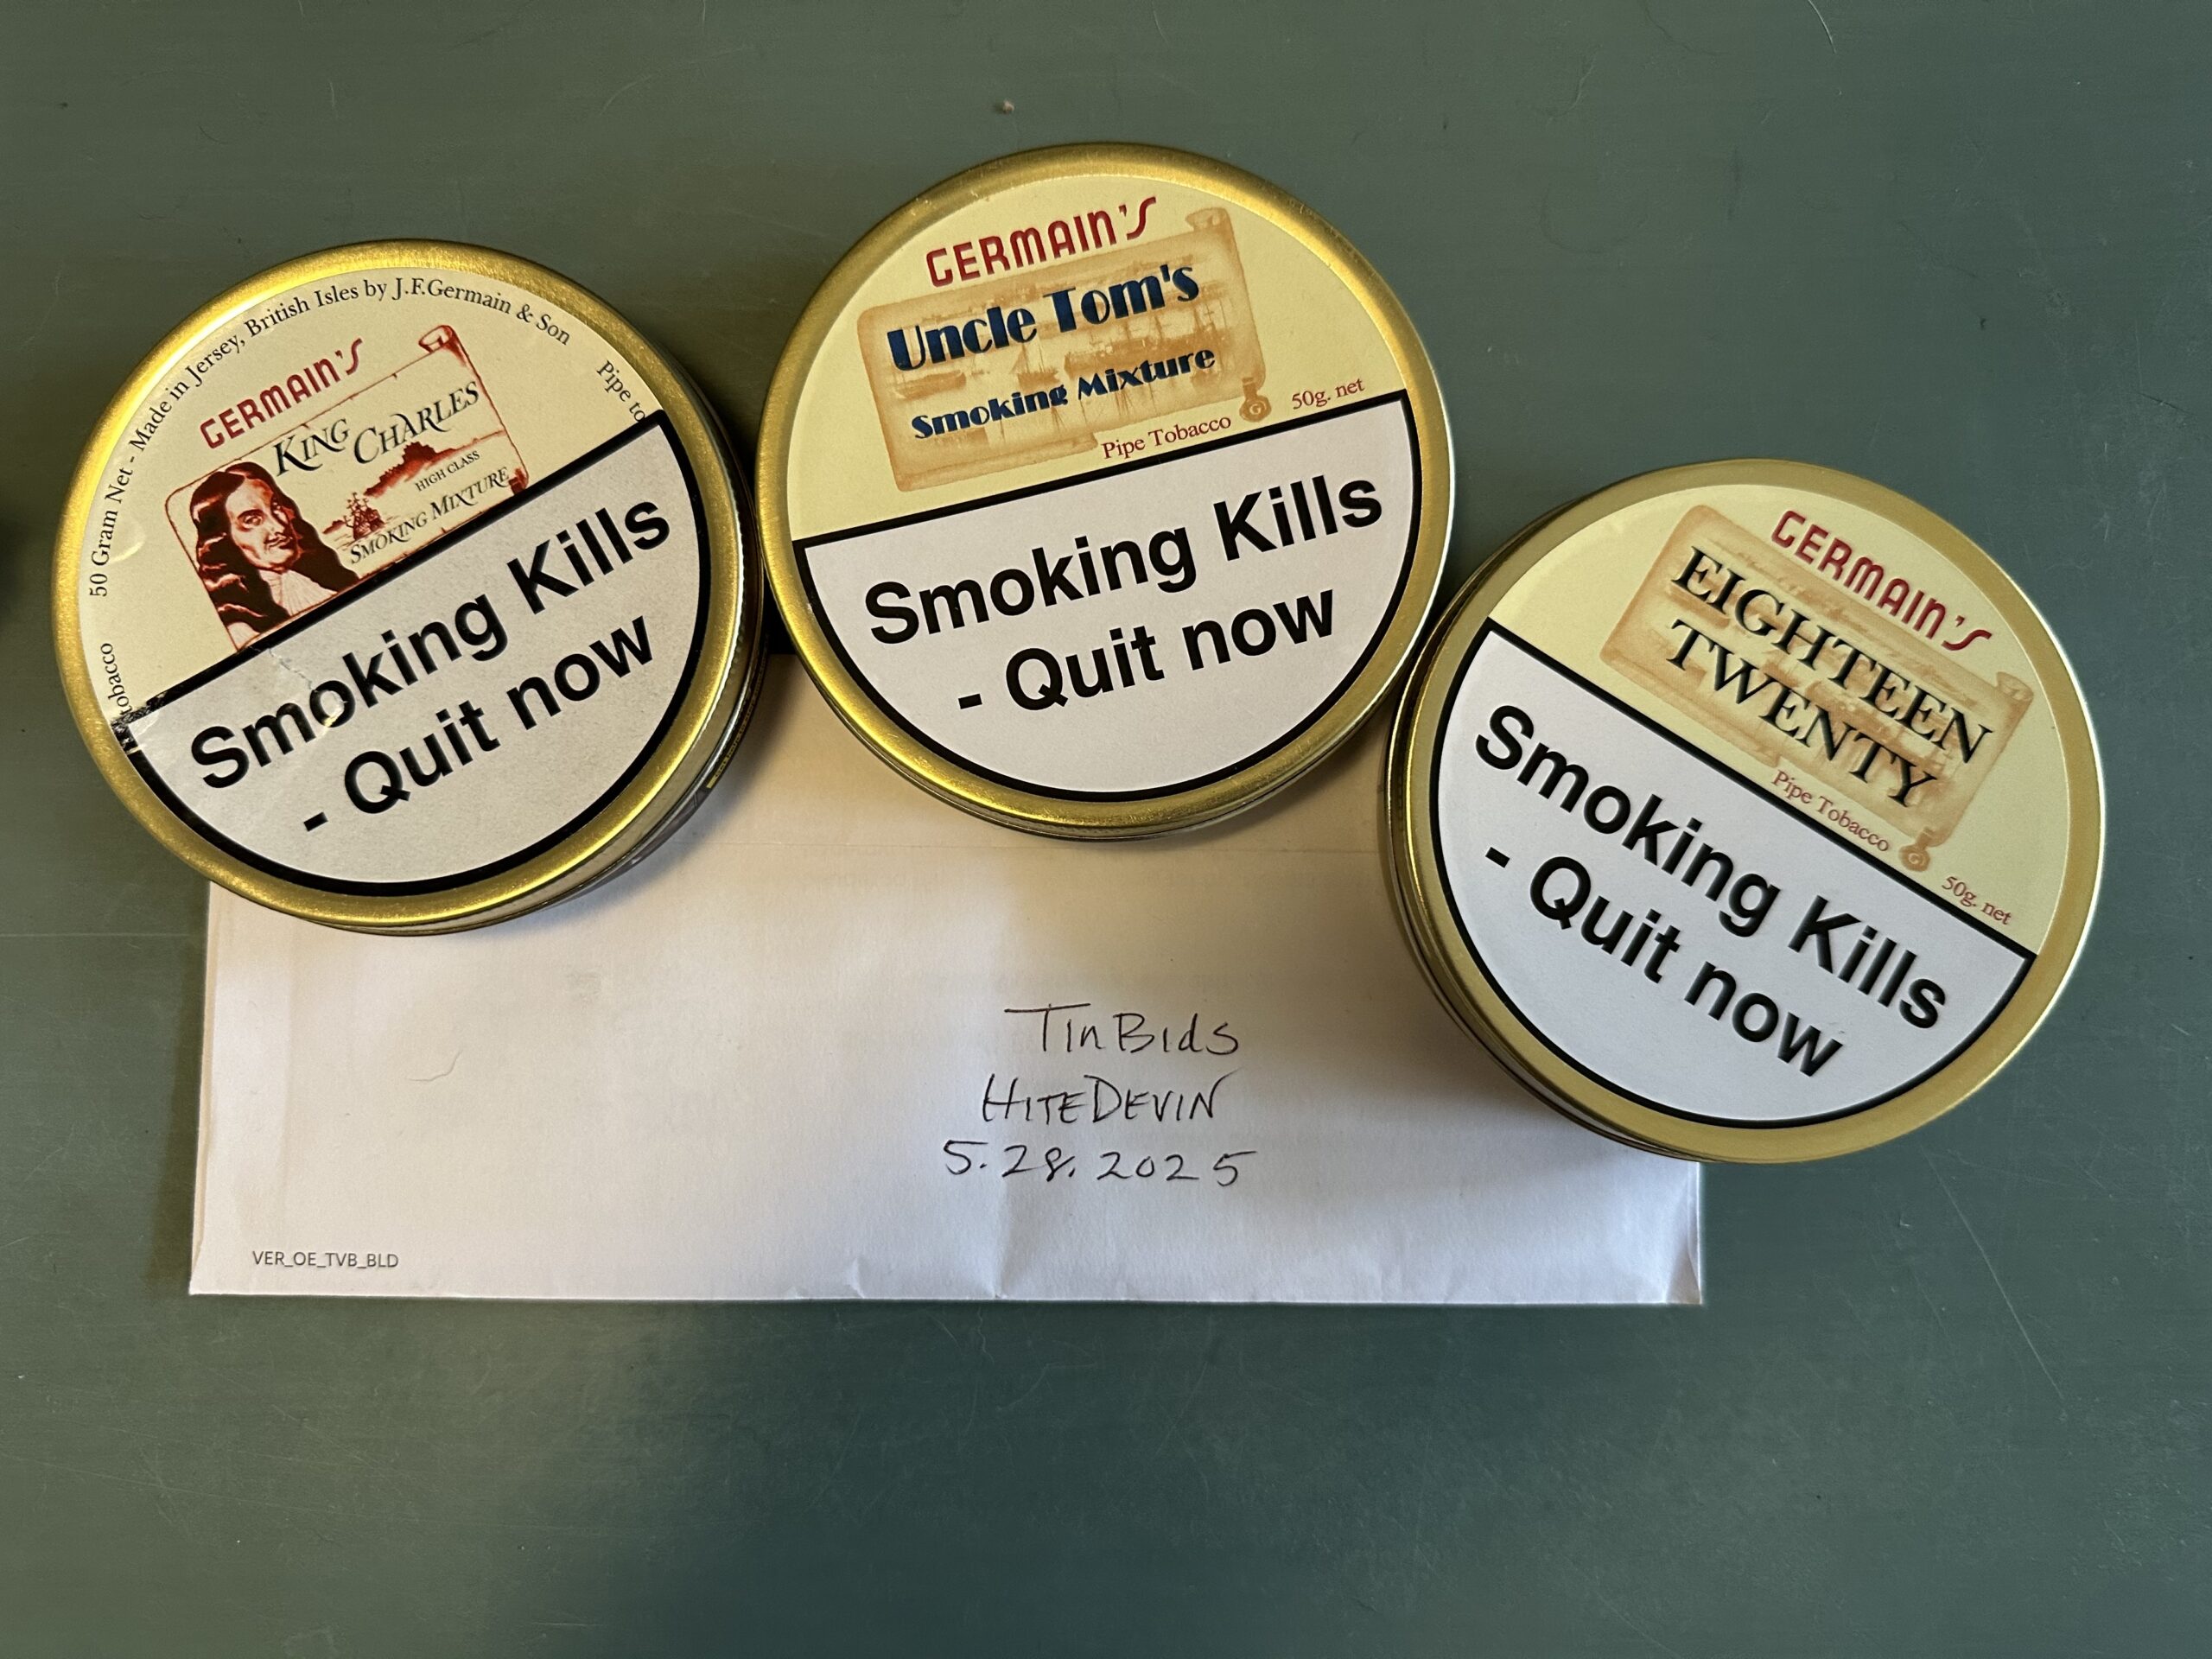 50 Gram Net - Made in Jersey, British Isles by J.F.Germain & Son
Pipe to
tobacco
GERMAIN'S
KING CHARLES
HIGH CLASS
SMOKING MIXTURE
Smoking Kills
- Quit now
GERMAIN'S
Uncle Tom's
Smoking Mixture
Pipe Tobacco
50g. net
Smoking Kills
- Quit now
GERMAIN'S
EIGHTEEN
TWENTY
Pipe Tobacco
50g. net
Smoking Kills
- Quit now
TinBids
HITEDEVIN
5.28.2025
VER_OE_TVB_BLD